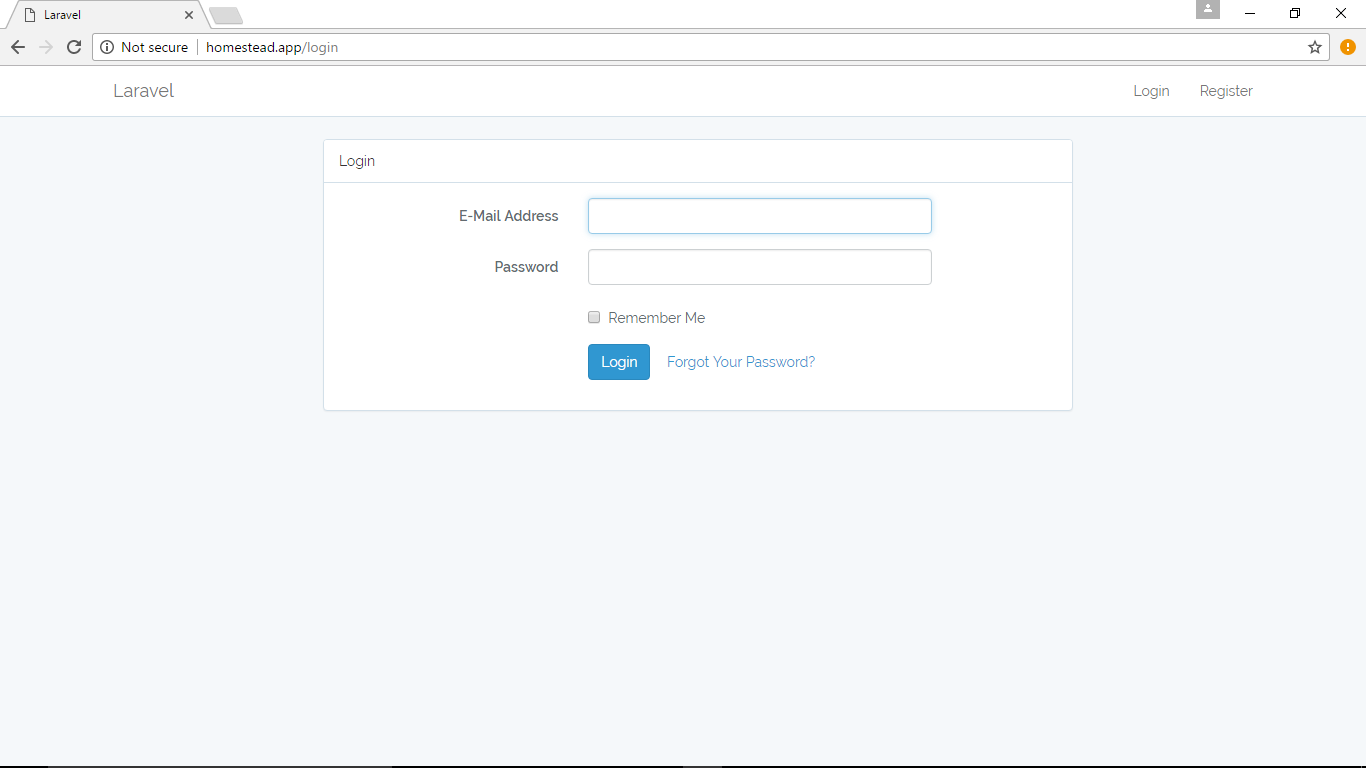 Laravel
Not secure homestead.app/login
Laravel Login Register
Login
E-Mail Address
Password
Remember Me
Login Forgot Your Password?